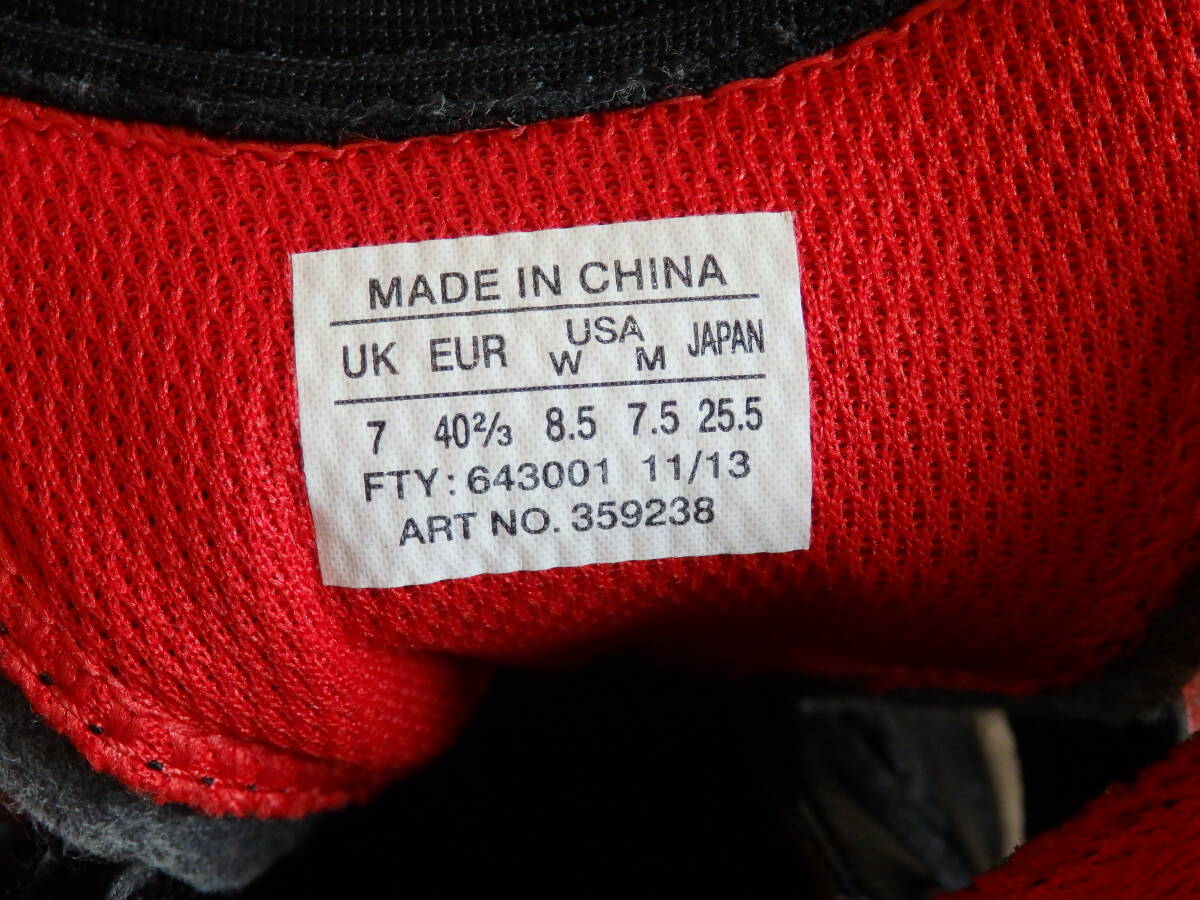 MADE IN CHINA
UK EUR USA W M JAPAN
7 40⅔ 8.5 7.5 25.5
FTY: 643001 11/13
ART NO. 359238